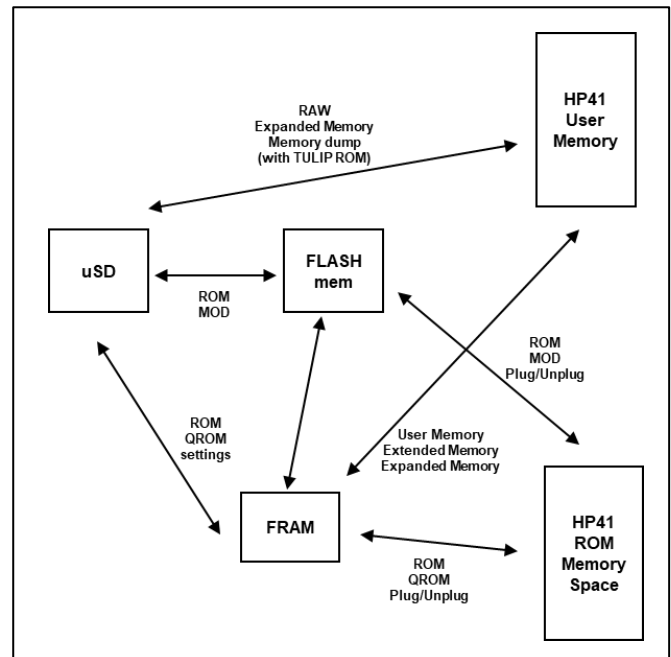 HP41
User
Memory
RAW
Expanded Memory
Memory dump
(with TULIP ROM)
uSD
FLASH
mem
ROM
MOD
ROM
MOD
Plug/Unplug
ROM
QROM
settings
User Memory
Extended Memory
Expanded Memory
FRAM
HP41
ROM
Memory
Space
ROM
QROM
Plug/Unplug